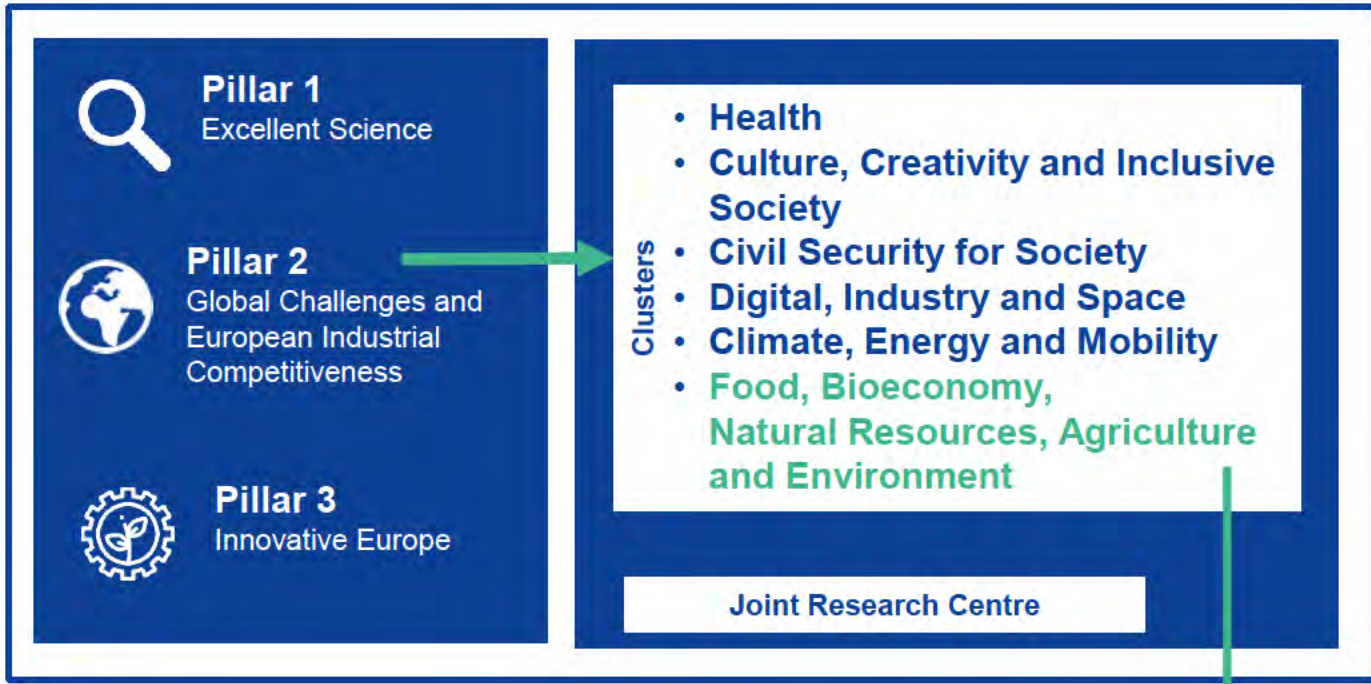 Pillar 1
Excellent Science
Pillar 2
Global Challenges and
European Industrial
Competitiveness
Pillar 3
Innovative Europe
Clusters
• Health
• Culture, Creativity and Inclusive
Society
• Civil Security for Society
• Digital, Industry and Space
• Climate, Energy and Mobility
• Food, Bioeconomy,
Natural Resources, Agriculture
and Environment
Joint Research Centre